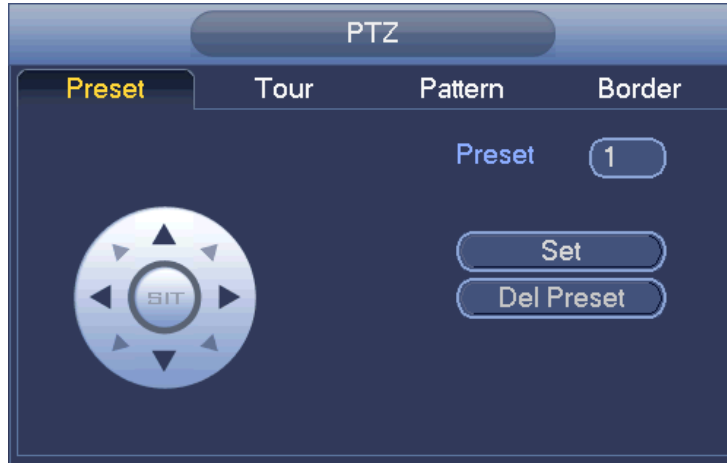 PTZ
Preset Tour Pattern Border
Preset 1
Set
SIT
Del Preset